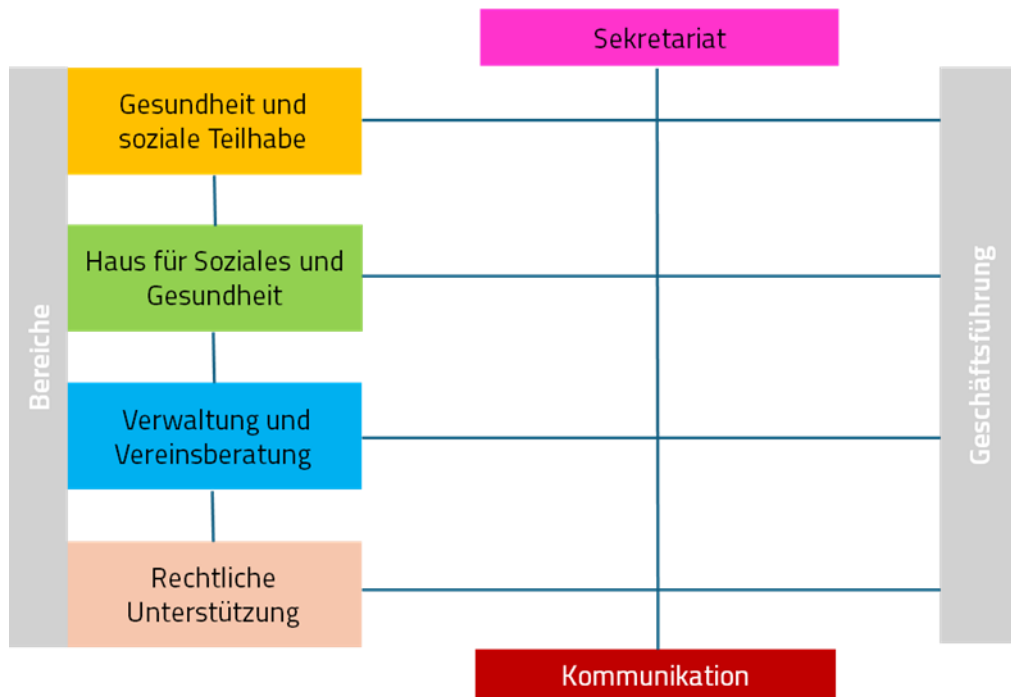 Sekretariat
Gesundheit und
soziale Teilhabe
Haus für Soziales und
Gesundheit
Bereiche
Verwaltung und
Vereinsberatung
Geschäftsführung
Rechtliche
Unterstützung
Kommunikation